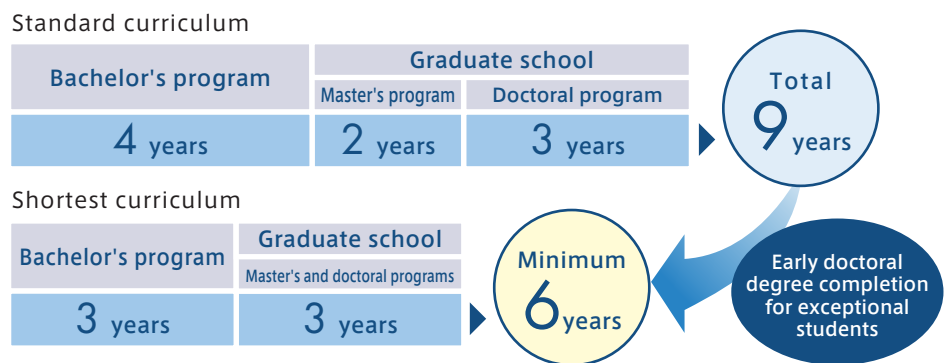 Standard curriculum
Bachelor's program
Graduate school
Master's program
Doctoral program
4 years
2 years
3 years
Total
9 years
Shortest curriculum
Bachelor's program
Graduate school
Master's and doctoral programs
3 years
3 years
Minimum
6 years
Early doctoral
degree completion
for exceptional
students